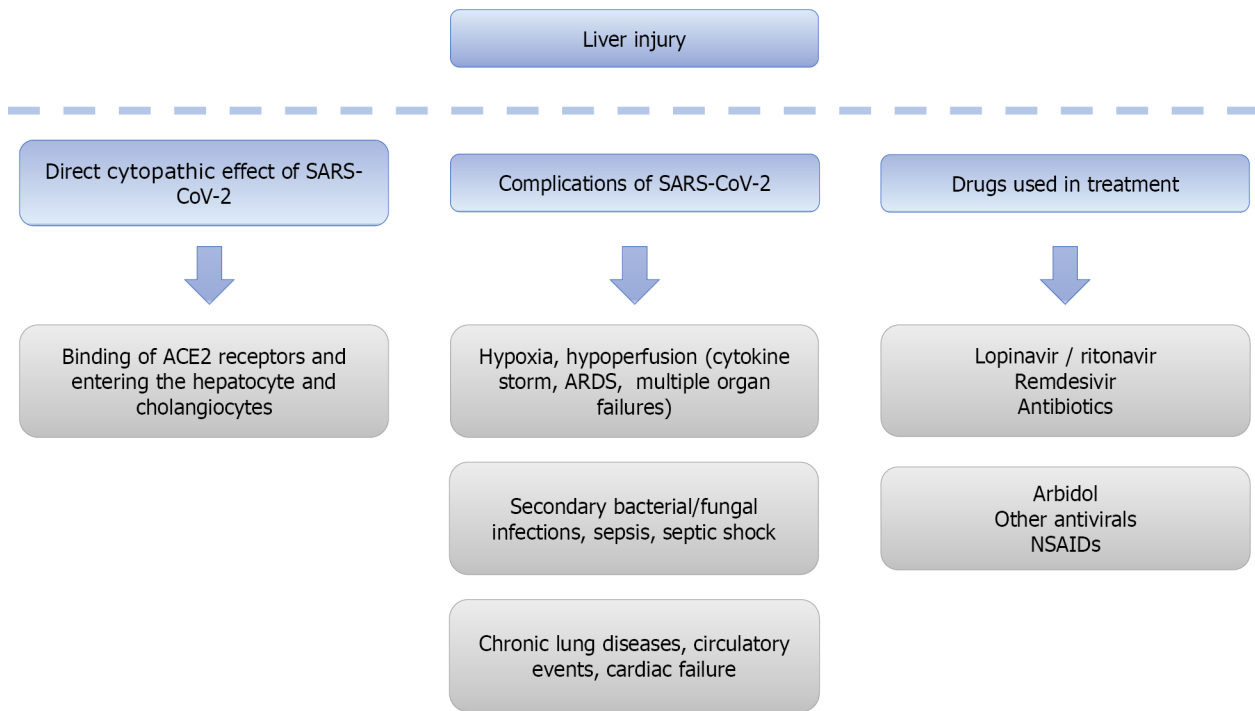 Liver injury
Direct cytopathic effect of SARS-
CoV-2
Binding of ACE2 receptors and
entering the hepatocyte and
cholangiocytes
Complications of SARS-CoV-2
Hypoxia, hypoperfusion (cytokine
storm, ARDS,  multiple organ
failures)
Secondary bacterial/fungal
infections, sepsis, septic shock
Chronic lung diseases, circulatory
events, cardiac failure
Drugs used in treatment
Lopinavir / ritonavir
Remdesivir
Antibiotics
Arbidol
Other antivirals
NSAIDs